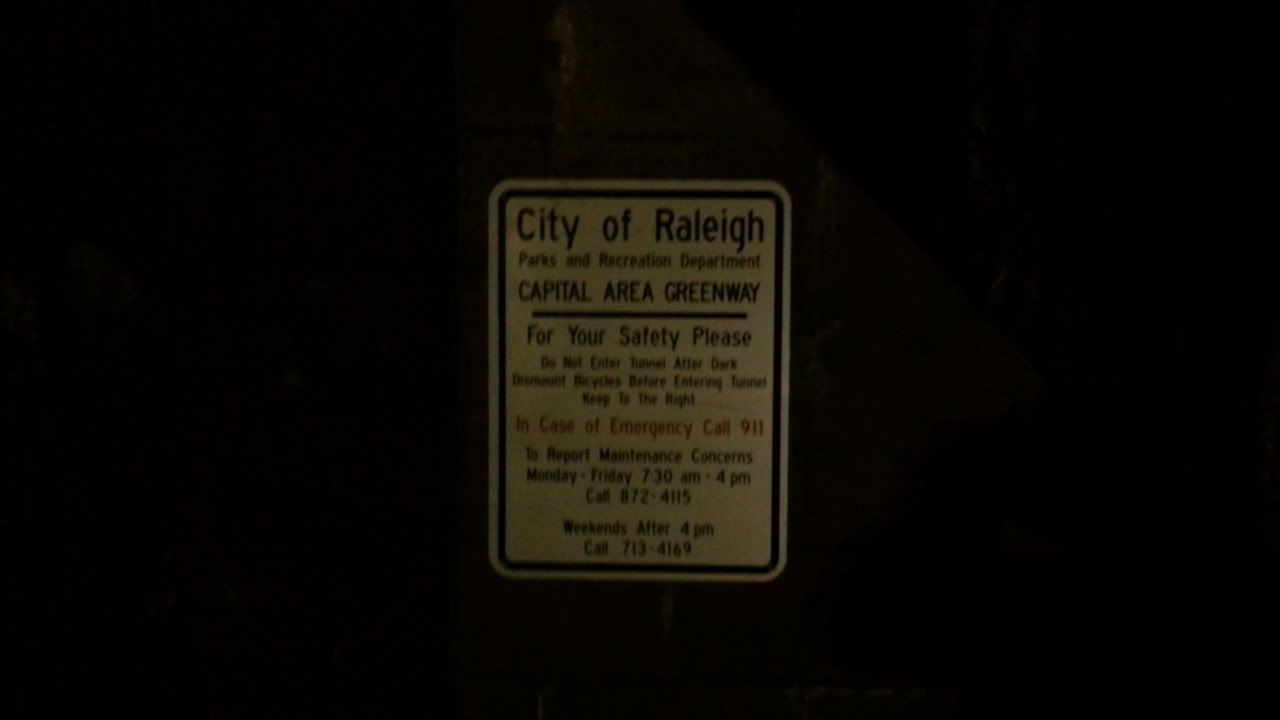 City of Raleigh
Parks and Recreation Department
CAPITAL AREA GREENWAY
For Your Safety Please
Do Not Enter Tunnel After Dark
Dismount Bicycles Before Entering Tunnel
Keep To The Right
In Case of Emergency Call 911
To Report Maintenance Concerns
Monday - Friday 7:30 am - 4 pm
Call 872-4115
Weekends After 4 pm
Call 713-4169